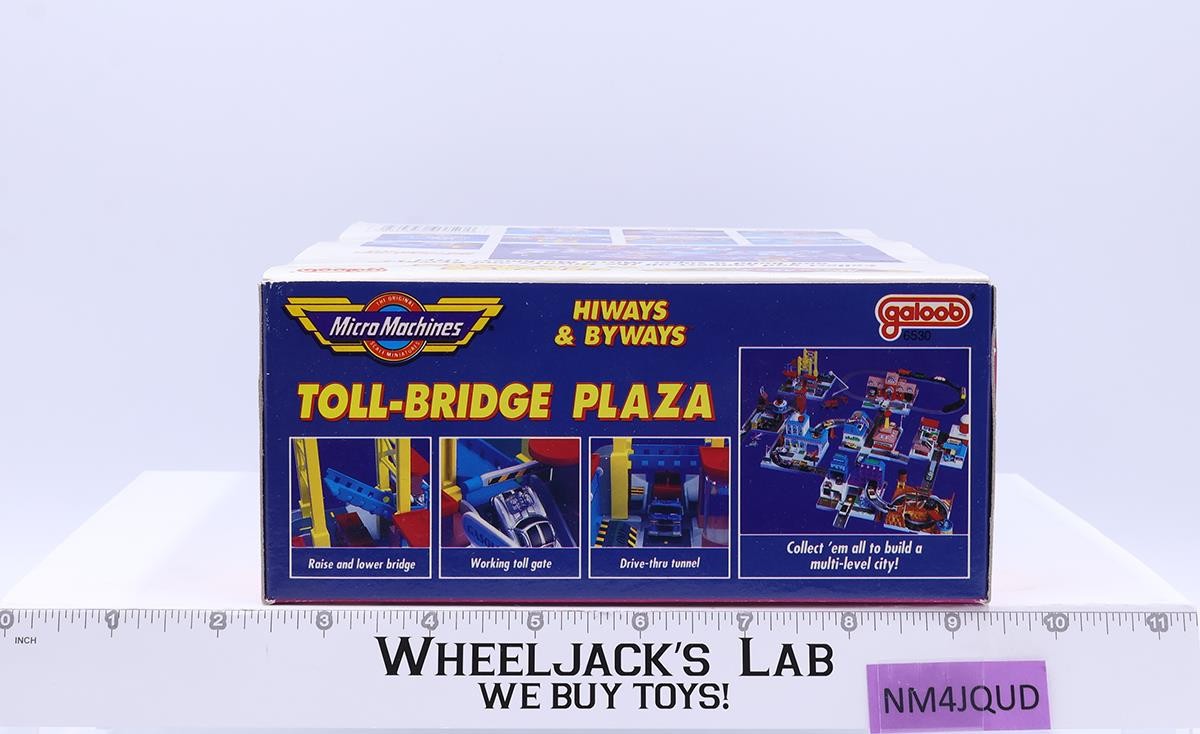 galoob
THE ORIGINAL
Micro Machines
SCALE MINIATURES
HIWAYS
& BYWAYS
galoob
6530
TOLL-BRIDGE PLAZA
Raise and lower bridge
Working toll gate
Drive-thru tunnel
Collect 'em all to build a
multi-level city!
0 1 2 3 4 5 6 7 8 9 10 11
INCH
WHEELJACK'S LAB
WE BUY TOYS!
NM4JQUD